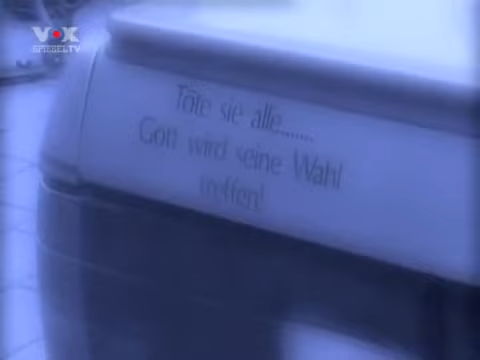 VOX
SPIEGEL TV
Töte sie alle......
Gott wird seine Wahl
treffen!